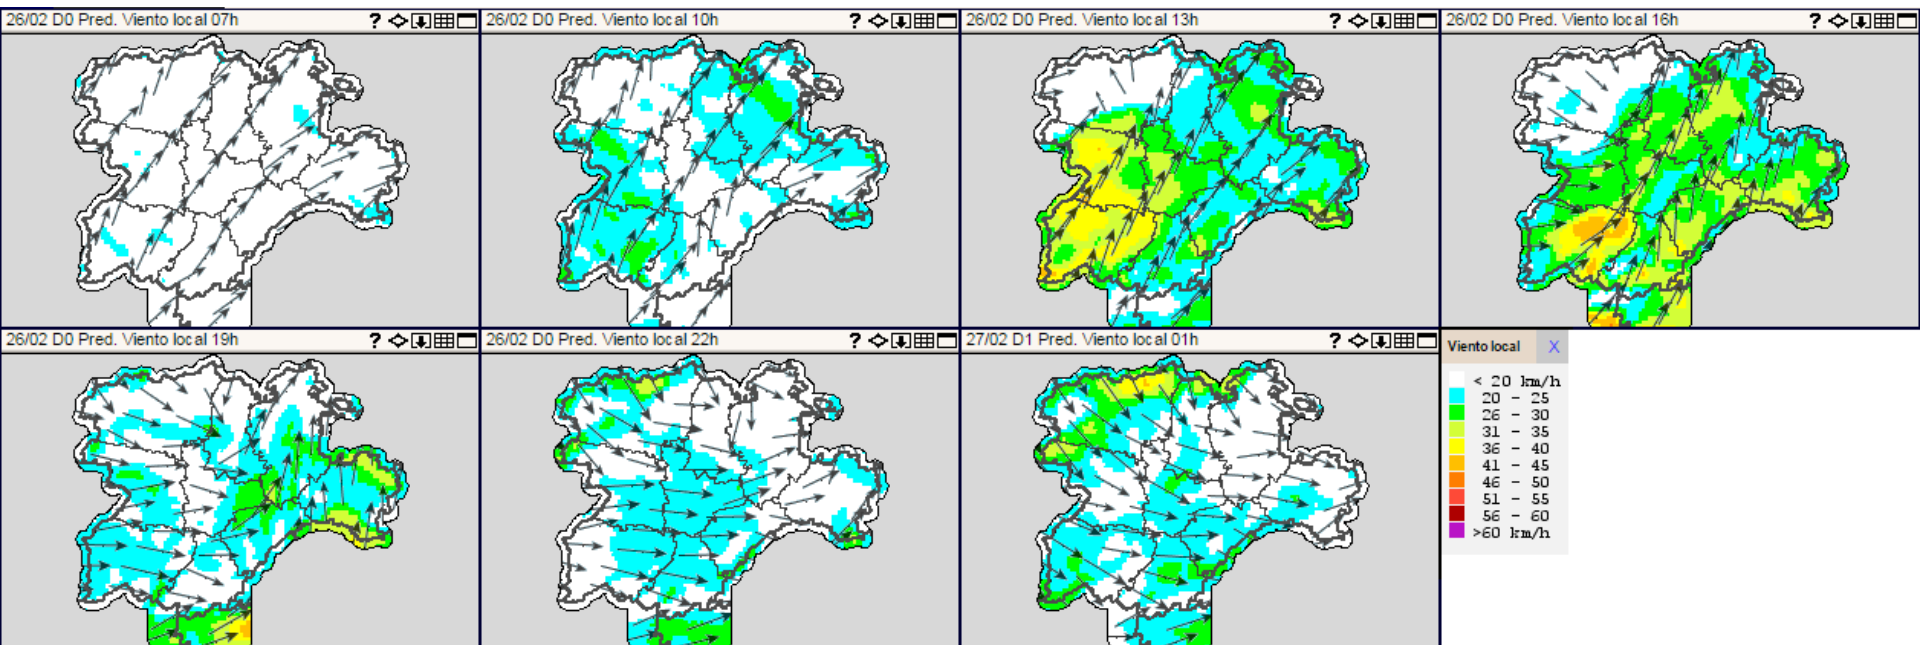 26/02 D0 Pred. Viento local 07h ?
26/02 D0 Pred. Viento local 10h ?
26/02 D0 Pred. Viento local 13h ?
26/02 D0 Pred. Viento local 16h ?
26/02 D0 Pred. Viento local 19h ?
26/02 D0 Pred. Viento local 22h ?
27/02 D1 Pred. Viento local 01h ?
Viento local X
< 20 km/h
20 - 25
26 - 30
31 - 35
36 - 40
41 - 45
46 - 50
51 - 55
56 - 60
>60 km/h